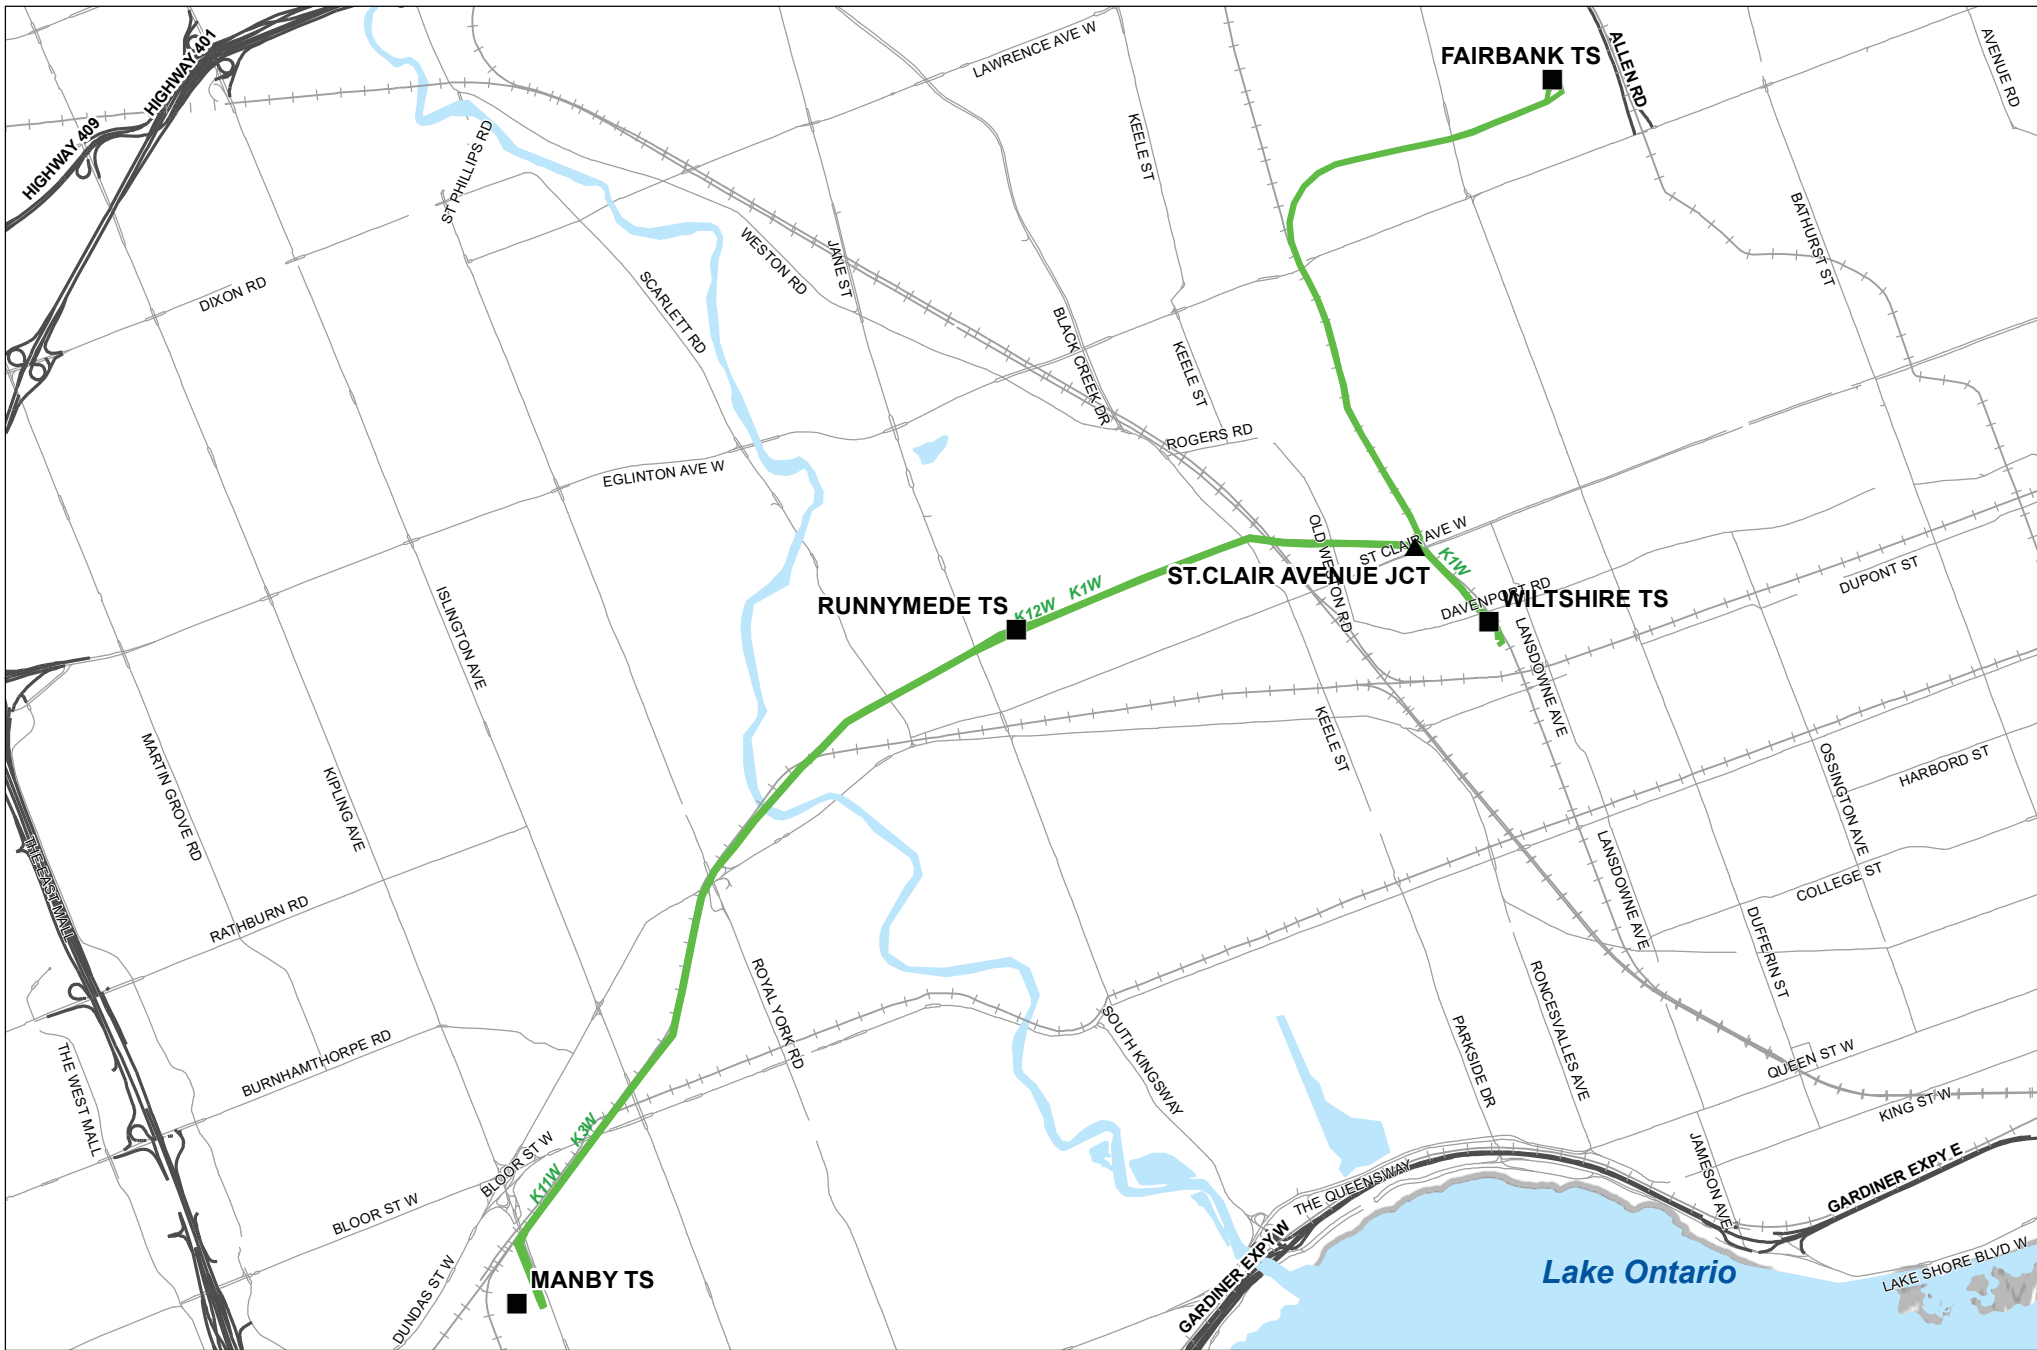 HIGHWAY 401
LAWRENCE AVE W
FAIRBANK TS
ALLEN RD
AVENUE RD
HIGHWAY 409
ST PHILLIPS RD
KEELE ST
DIXON RD
WESTON RD
JANE ST
BATHURST ST
SCARLETT RD
BLACK CREEK DR
KEELE ST
ROGERS RD
EGLINTON AVE W
OLD WESTON RD
ST CLAIR AVE W
K1W
ST.CLAIR AVENUE JCT
DUPONT ST
K12W
K1W
RUNNYMEDE TS
DAVENPORT RD
WILTSHIRE TS
ISLINGTON AVE
LANSDOWNE AVE
MARTIN GROVE RD
KIPLING AVE
KEELE ST
OSSINGTON AVE
HARBORD ST
THE EAST MALL
LANSDOWNE AVE
COLLEGE ST
RATHBURN RD
DUFFERIN ST
ROYAL YORK RD
RONCESVALLES AVE
SOUTH KINGSWAY
PARKSIDE DR
THE WEST MALL
BURNHAMTHORPE RD
QUEEN ST W
KING ST W
K3W
K11W
BLOOR ST W
BLOOR ST W
JAMESON AVE
THE QUEENSWAY
GARDINER EXPY E
GARDINER EXPY W
DUNDAS ST W
MANBY TS
Lake Ontario
LAKE SHORE BLVD W